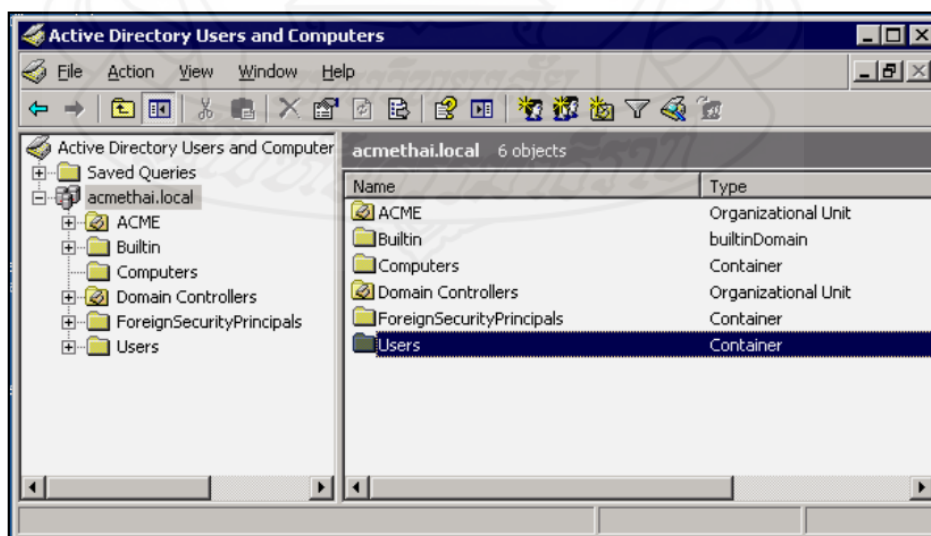 Active Directory Users and Computers
File Action View Window Help
Active Directory Users and Computer
Saved Queries
acmethai.local
ACME
Builtin
Computers
Domain Controllers
ForeignSecurityPrincipals
Users
acmethai.local 6 objects
Name Type
ACME Organizational Unit
Builtin builtinDomain
Computers Container
Domain Controllers Organizational Unit
ForeignSecurityPrincipals Container
Users Container